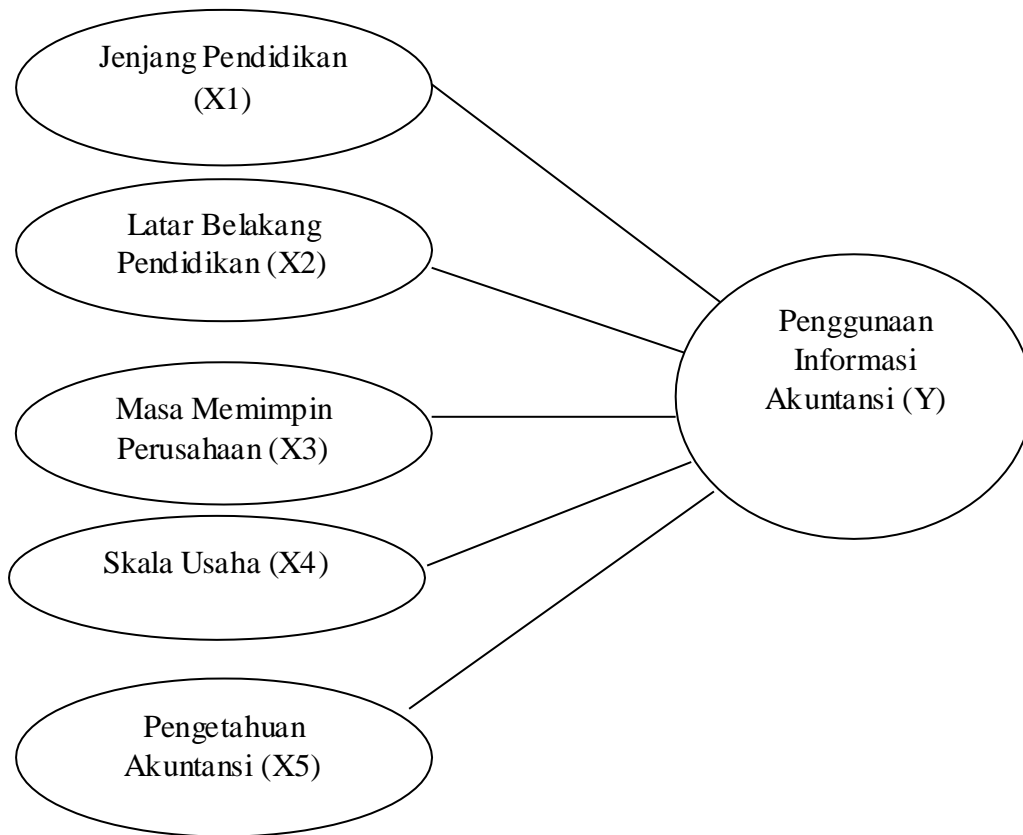 Jenjang Pendidikan
(X1)
Latar Belakang
Pendidikan (X2)
Masa Memimpin
Perusahaan (X3)
Skala Usaha (X4)
Pengetahuan
Akuntansi (X5)
Penggunaan
Informasi
Akuntansi (Y)